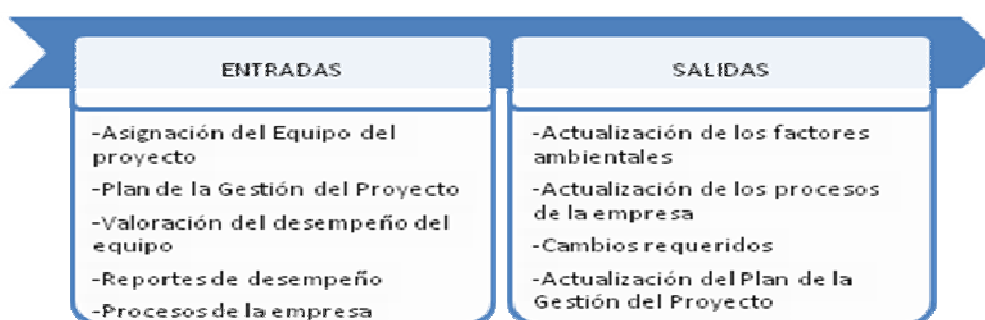 ENTRADAS
-Asignación del Equipo del
proyecto
-Plan de la Gestión del Proyecto
-Valoración del desempeño del
equipo
-Reportes de desempeño
-Procesos de la empresa
SALIDAS
-Actualización de los factores
ambientales
-Actualización de los procesos
de la empresa
-Cambios requeridos
-Actualización del Plan de la
Gestión del Proyecto